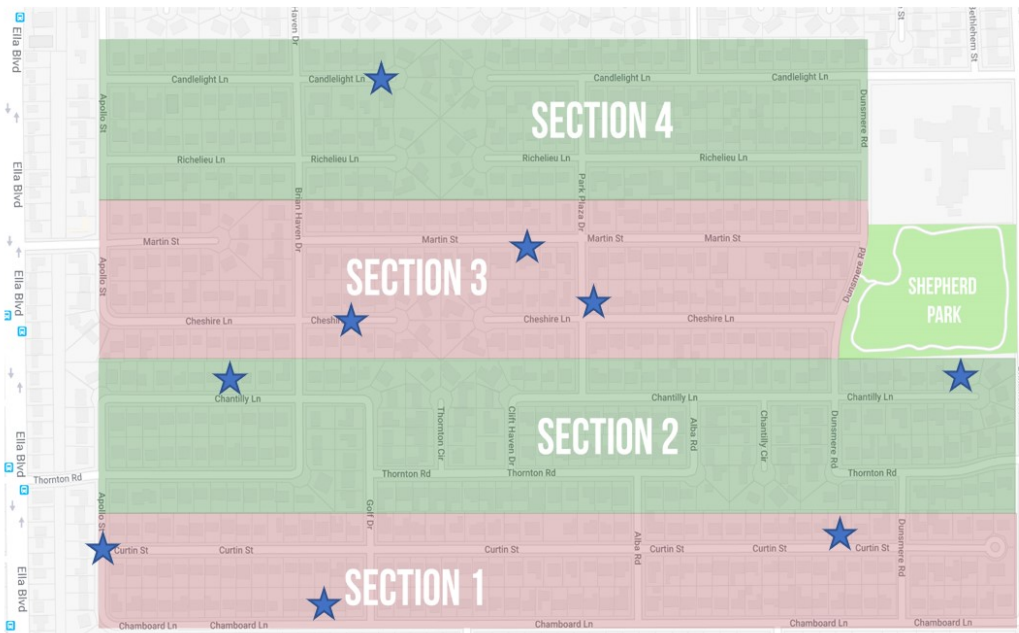 Ella Blvd
Haven Dr
St
Bethlehem St
Candlelight Ln
Candlelight Ln
Candlelight Ln
Candlelight Ln
Apollo St
SECTION 4
Dunsmere Rd
Ella Blvd
Richelieu Ln
Richelieu Ln
Richelieu Ln
Richelieu Ln
Brian Haven Dr
Park Plaza Dr
Martin St
Martin St
Martin St
Martin St
Apollo St
Ella Blvd
SECTION 3
Dunsmere Rd
SHEPHERD
PARK
Cheshire Ln
Cheshi
Cheshire Ln
Cheshire Ln
Chantilly Ln
Chantilly Ln
Chantilly Ln
Thornton Cir
Clift Haven Dr
SECTION 2
Alba Rd
Chantilly Cir
Dunsmere Rd
Ella Blvd
Thornton Rd
Thornton Rd
Thornton Rd
Thornton Rd
Apollo St
Golf Dr
Curtin St
Curtin St
Curtin St
Alba Rd
Curtin St
Curtin St
Curtin St
Dunsmere Rd
Ella Blvd
SECTION 1
Chamboard Ln
Chamboard Ln
Chamboard Ln
Chamboard Ln
Chamboard Ln